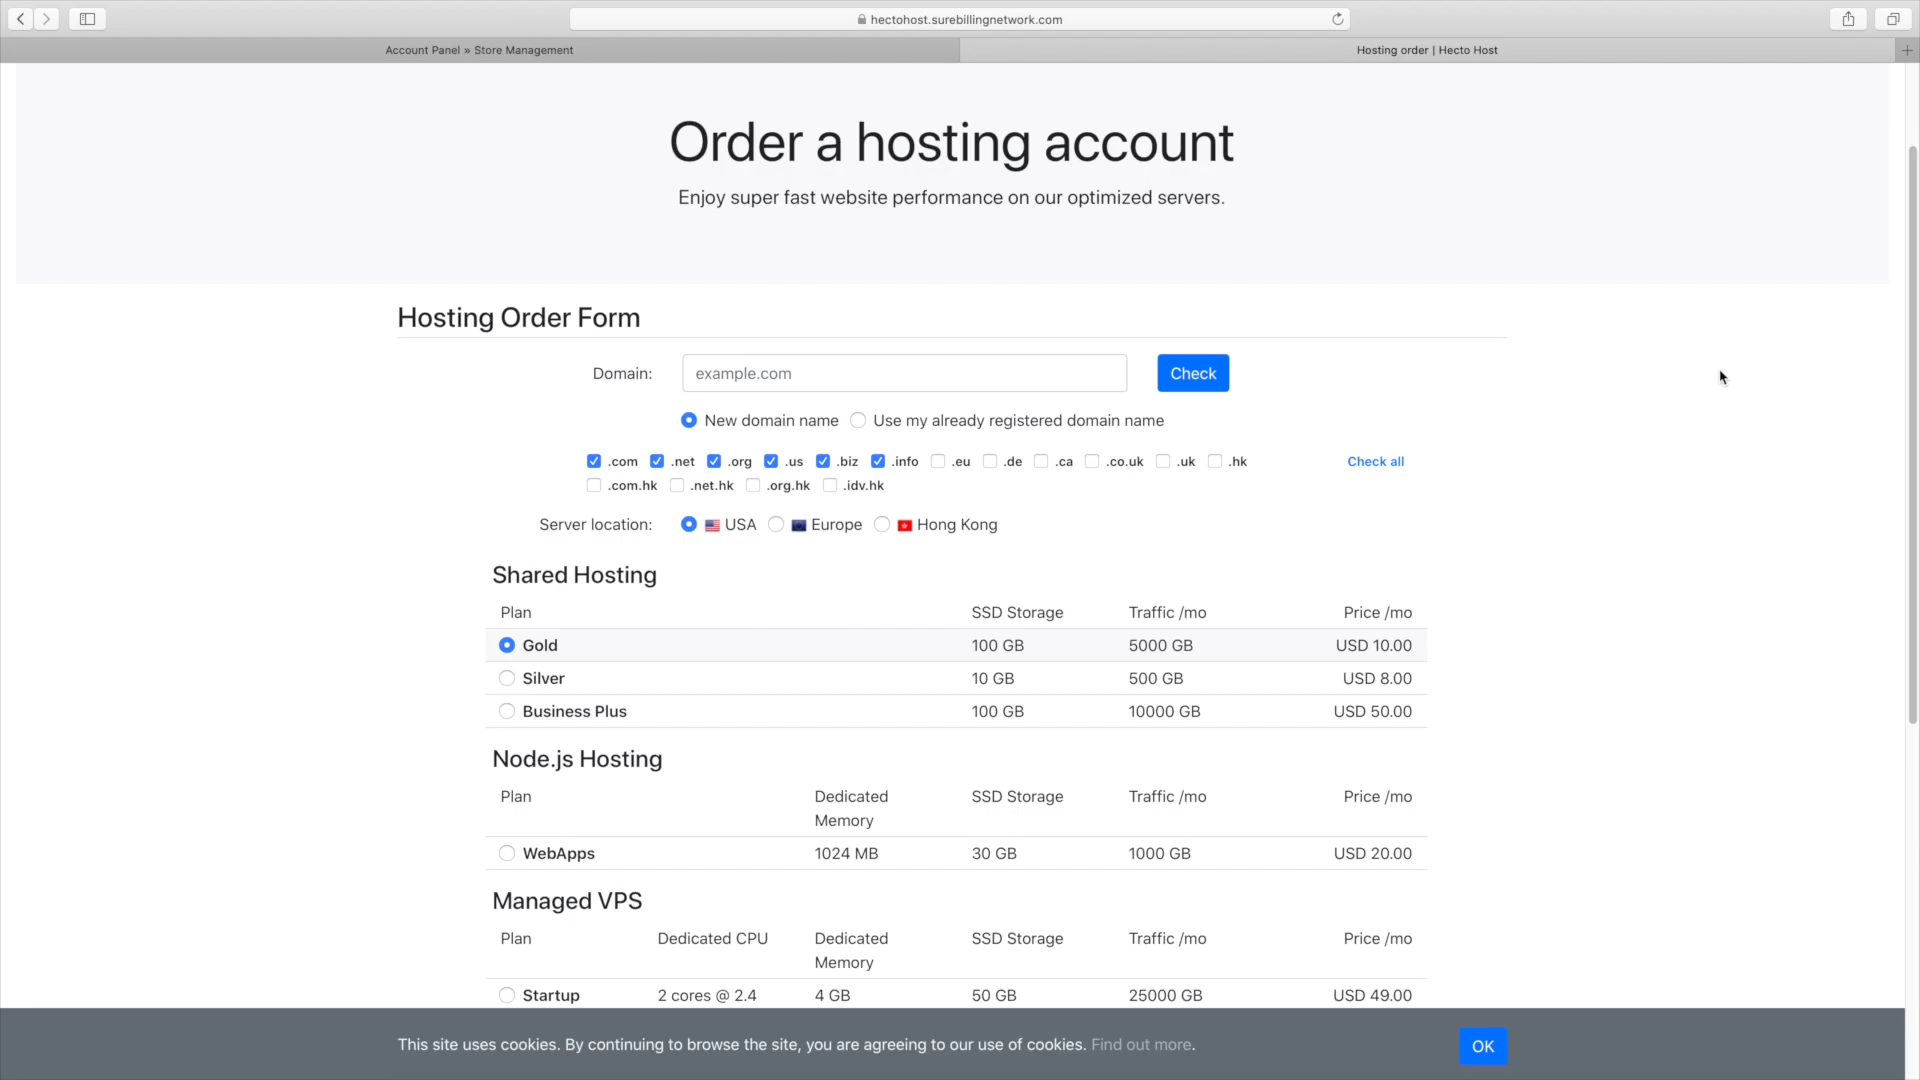 hectohost.surebillingnetwork.com
Account Panel » Store Management
Hosting order | Hecto Host
Order a hosting account
Enjoy super fast website performance on our optimized servers.
Hosting Order Form
Domain: example.com Check
New domain name Use my already registered domain name
.com .net .org .us .biz .info .eu .de .ca .co.uk .uk .hk Check all
.com.hk .net.hk .org.hk .idv.hk
Server location: USA Europe Hong Kong
Shared Hosting
Plan SSD Storage Traffic /mo Price /mo
Gold 100 GB 5000 GB USD 10.00
Silver 10 GB 500 GB USD 8.00
Business Plus 100 GB 10000 GB USD 50.00
Node.js Hosting
Plan Dedicated Memory SSD Storage Traffic /mo Price /mo
WebApps 1024 MB 30 GB 1000 GB USD 20.00
Managed VPS
Plan Dedicated CPU Dedicated Memory SSD Storage Traffic /mo Price /mo
Startup 2 cores @ 2.4 4 GB 50 GB 25000 GB USD 49.00
This site uses cookies. By continuing to browse the site, you are agreeing to our use of cookies. Find out more. OK